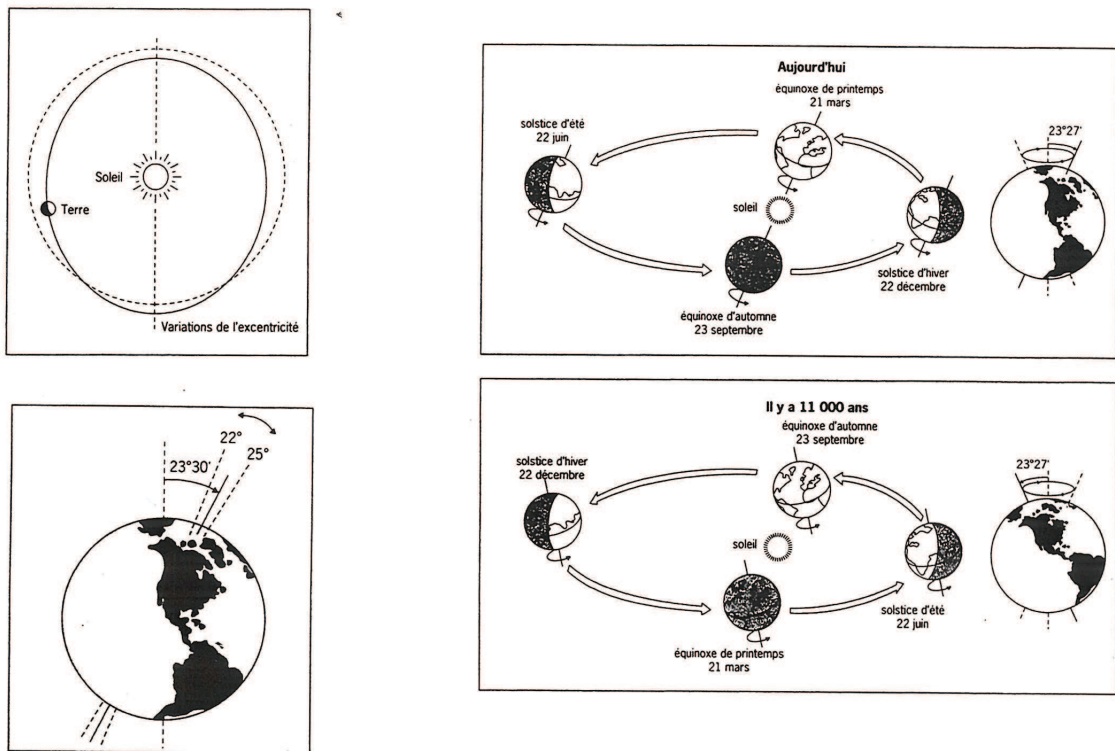 Soleil
Terre
Variations de l'excentricité
22°
25°
23°30'
Aujourd'hui
équinoxe de printemps
21 mars
solstice d'été
22 juin
23°27'
soleil
solstice d'hiver
22 décembre
équinoxe d'automne
23 septembre
Il y a 11 000 ans
équinoxe d'automne
23 septembre
solstice d'hiver
22 décembre
23°27'
soleil
solstice d'été
22 juin
équinoxe de printemps
21 mars